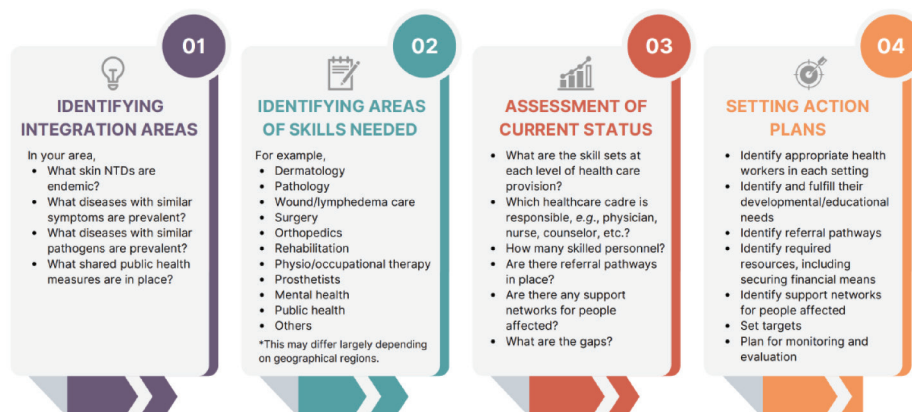 01
IDENTIFYING
INTEGRATION AREAS
In your area,
• What skin NTDs are
endemic?
• What diseases with similar
symptoms are prevalent?
• What diseases with similar
pathogens are prevalent?
• What shared public health
measures are in place?
02
IDENTIFYING AREAS
OF SKILLS NEEDED
For example,
• Dermatology
• Pathology
• Wound/lymphedema care
• Surgery
• Orthopedics
• Rehabilitation
• Physio/occupational therapy
• Prosthetists
• Mental health
• Public health
• Others
*This may differ largely depending
on geographical regions.
03
ASSESSMENT OF
CURRENT STATUS
• What are the skill sets at
each level of health care
provision?
• Which healthcare cadre is
responsible, e.g., physician,
nurse, counselor, etc.?
• How many skilled personnel?
• Are there referral pathways
in place?
• Are there any support
networks for people
affected?
• What are the gaps?
04
SETTING ACTION
PLANS
• Identify appropriate health
workers in each setting
• Identify and fulfill their
developmental/educational
needs
• Identify referral pathways
• Identify required
resources, including
securing financial means
• Identify support networks
for people affected
• Set targets
• Plan for monitoring and
evaluation